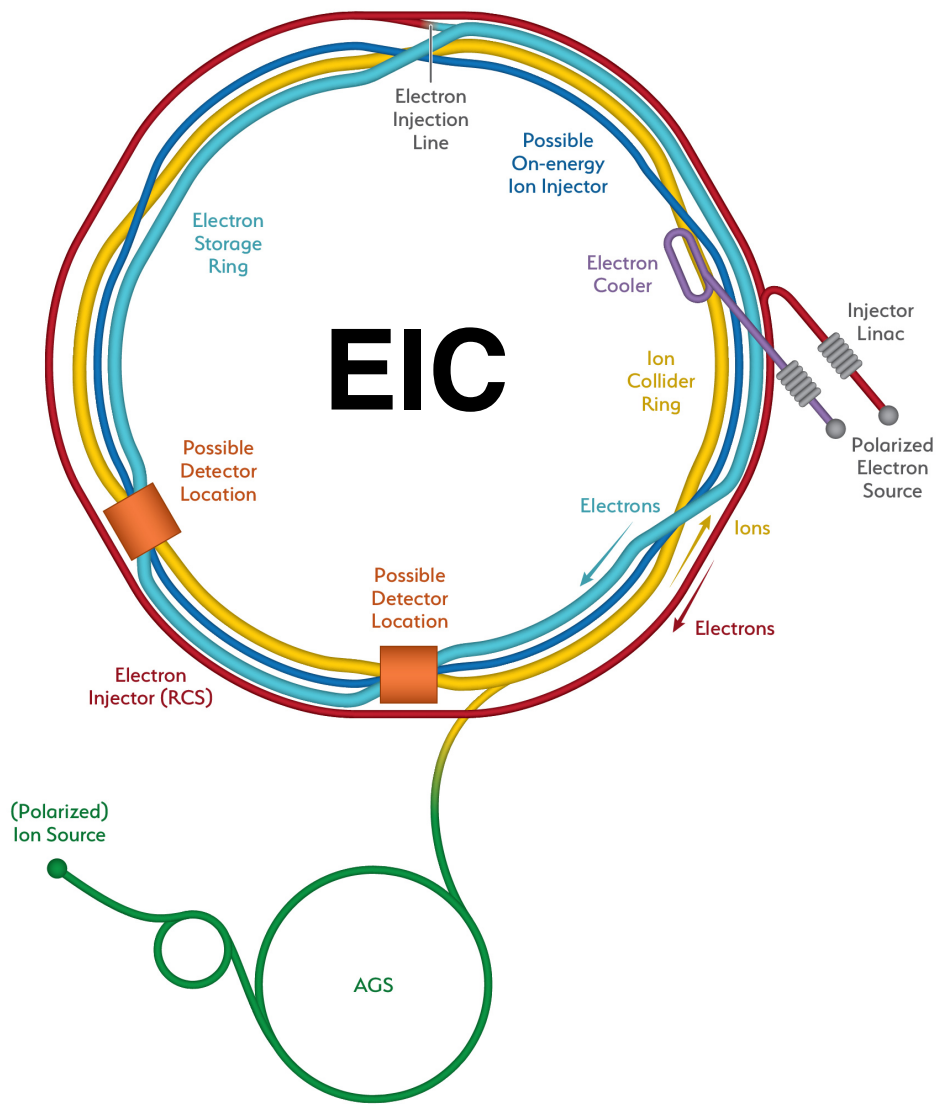 Electron
Injection
Line
Possible
On-energy
Ion Injector
Electron
Storage
Ring
Electron
Cooler
Injector
Linac
EIC
Ion
Collider
Ring
Possible
Detector
Location
Polarized
Electron
Source
Electrons
Ions
Possible
Detector
Location
Electrons
Electron
Injector (RCS)
(Polarized)
Ion Source
AGS